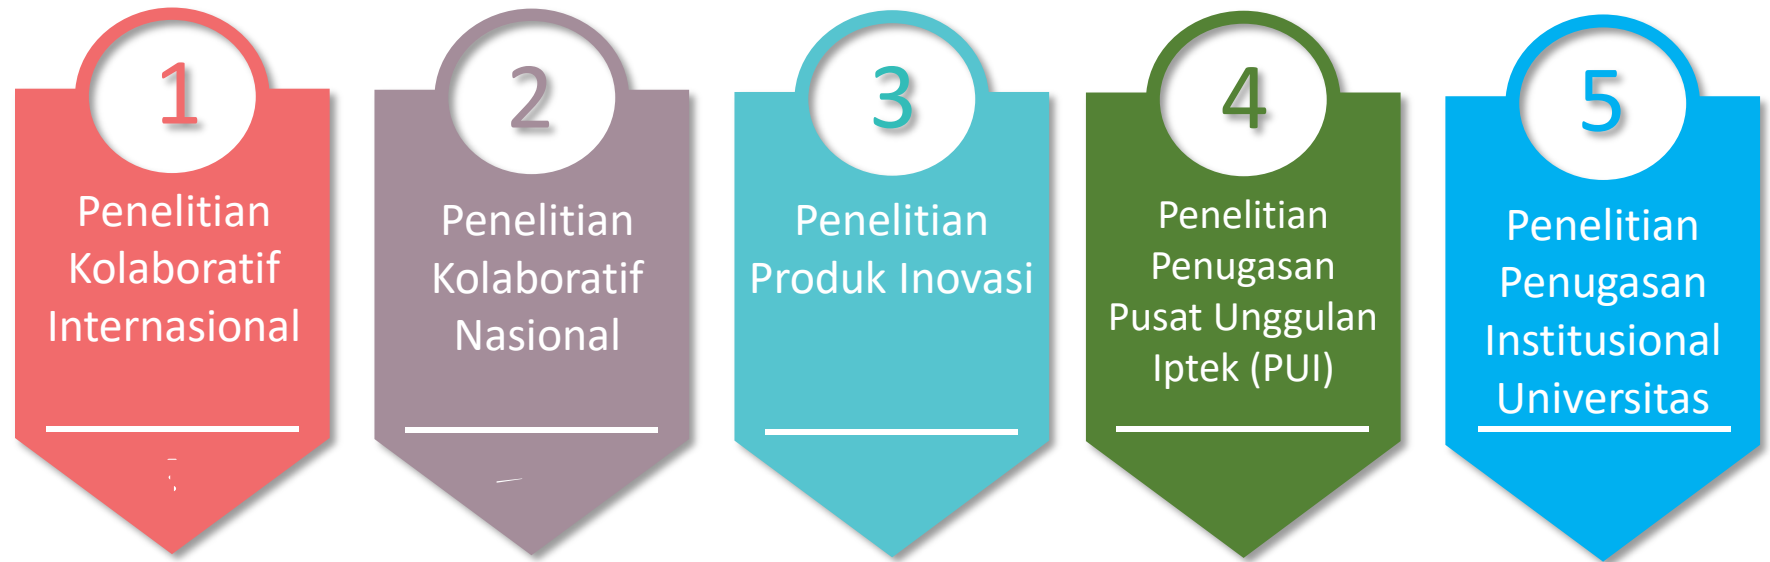 1
Penelitian
Kolaboratif
Internasional
2
Penelitian
Kolaboratif
Nasional
3
Penelitian
Produk Inovasi
4
Penelitian
Penugasan
Pusat Unggulan
Iptek (PUI)
5
Penelitian
Penugasan
Institusional
Universitas